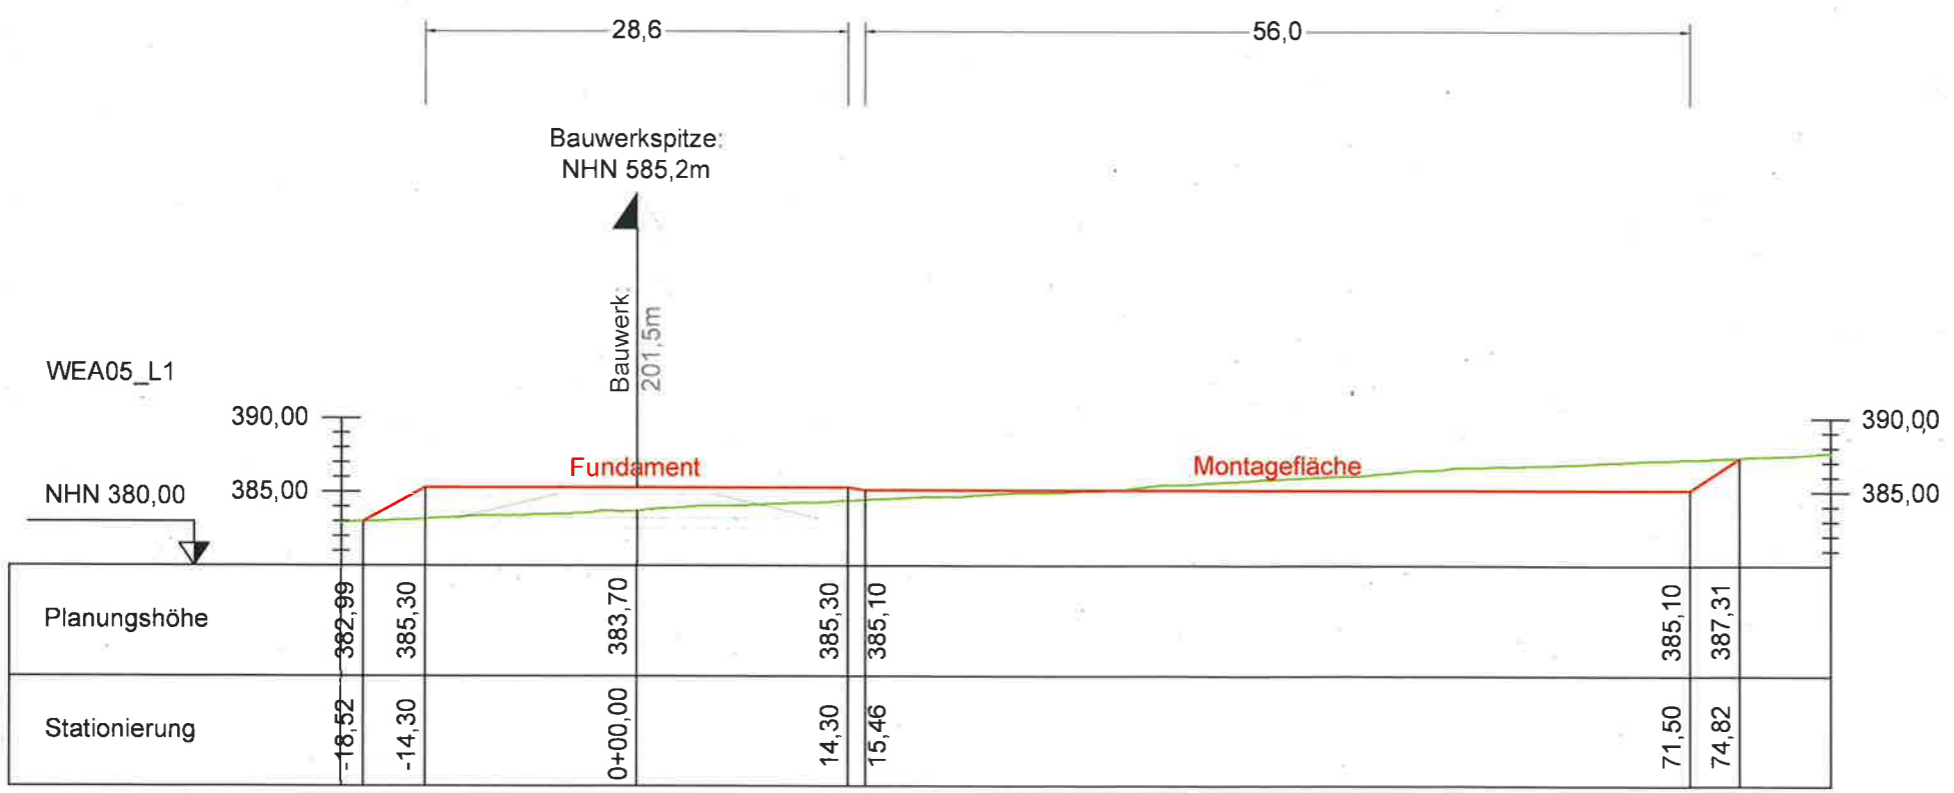 28,6
56,0
Bauwerkspitze:
NHN 585,2m
Bauwerk:
201,5m
WEA05_L1
390,00
390,00
Fundament
Montagefläche
NHN 380,00
385,00
385,00
Planungshöhe
382,99
385,30
383,70
385,30
385,10
385,10
387,31
Stationierung
-18,52
-14,30
0+00,00
14,30
15,46
71,50
74,82